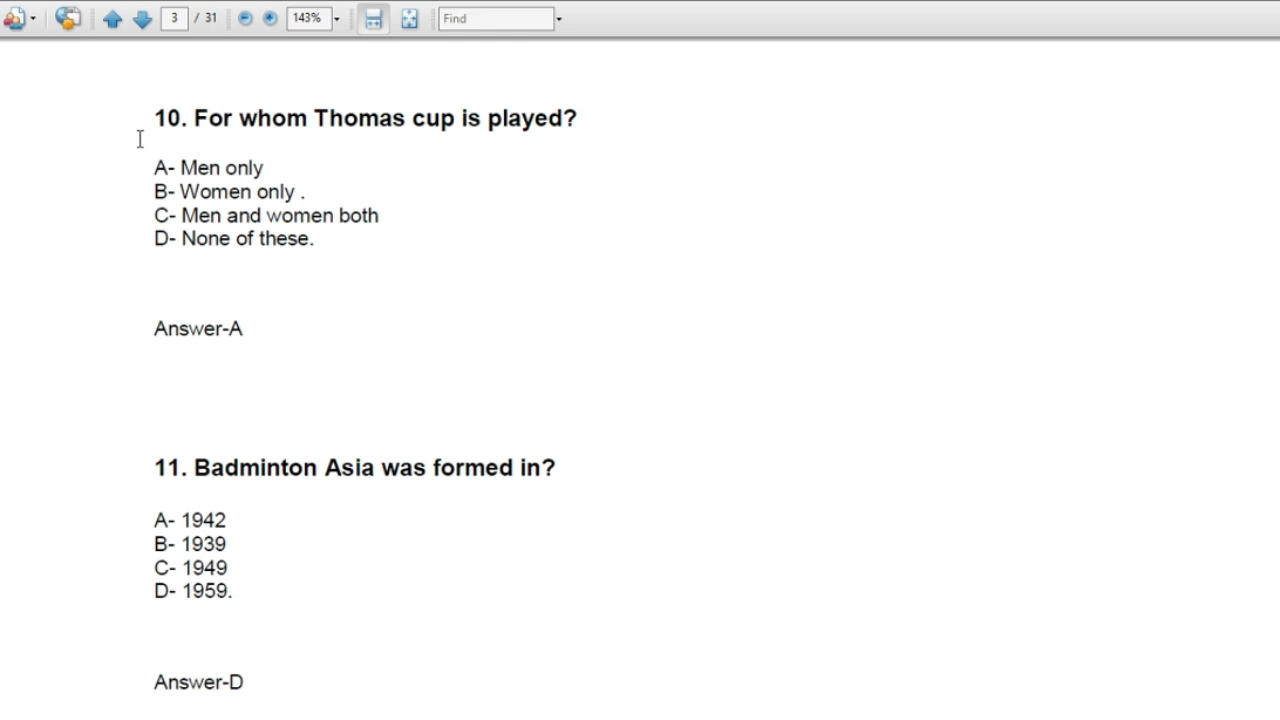 3 / 31 143% Find
10. For whom Thomas cup is played?
A- Men only
B- Women only .
C- Men and women both
D- None of these.
Answer-A
11. Badminton Asia was formed in?
A- 1942
B- 1939
C- 1949
D- 1959.
Answer-D